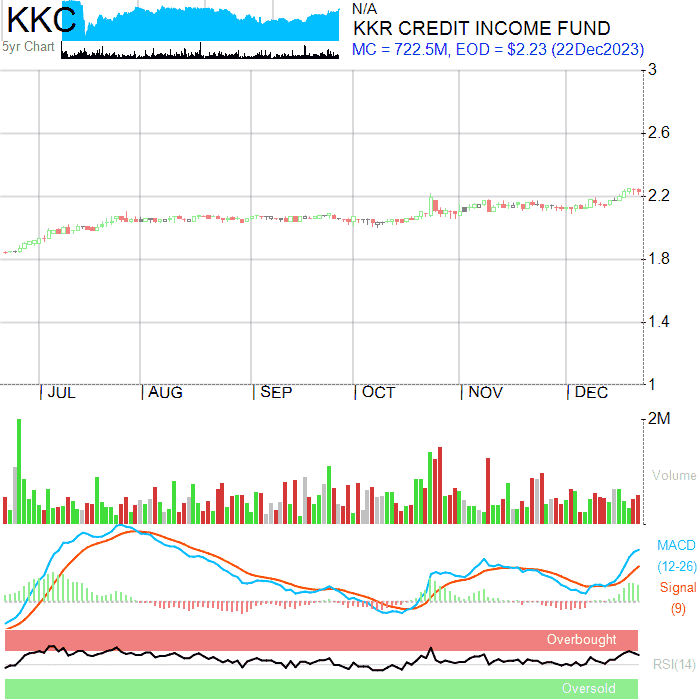 KKC
5yr Chart
N/A
KKR CREDIT INCOME FUND
MC = 722.5M, EOD = $2.23 (22Dec2023)
3
2.6
2.2
1.8
1.4
1
JUL AUG SEP OCT NOV DEC
2M
Volume
MACD
(12-26)
Signal
(9)
Overbought
RSI(14)
Oversold